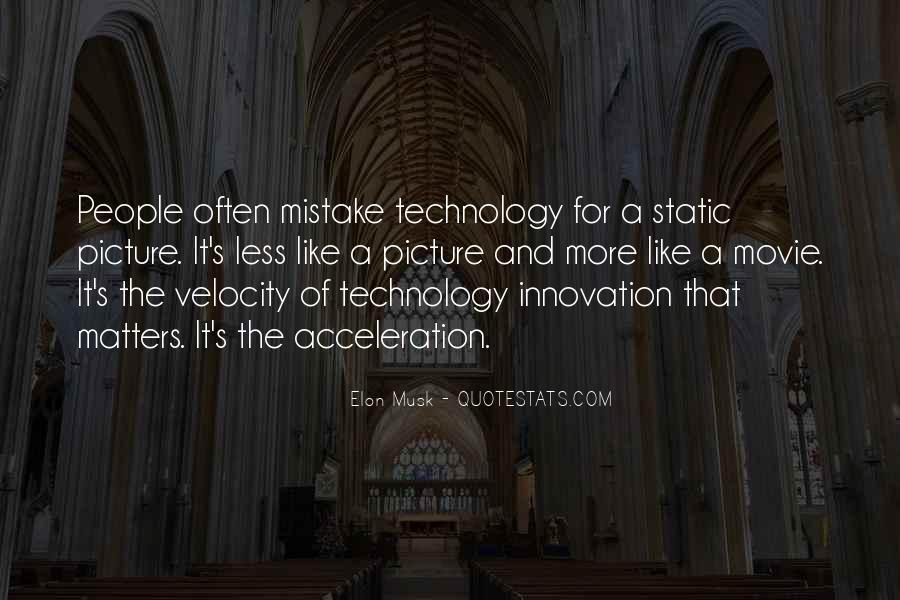 People often mistake technology for a static
picture. It's less like a picture and more like a movie.
It's the velocity of technology innovation that
matters. It's the acceleration.
Elon Musk - QUOTESTATS.COM